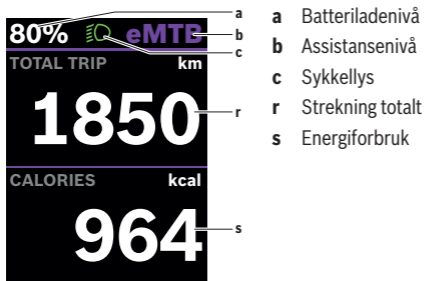 80% eMTB
TOTAL TRIP km
1850
CALORIES kcal
964
a
b
c
r
s
a Batteriladenivå
b Assistansenivå
c Sykkellys
r Strekning totalt
s Energiforbruk